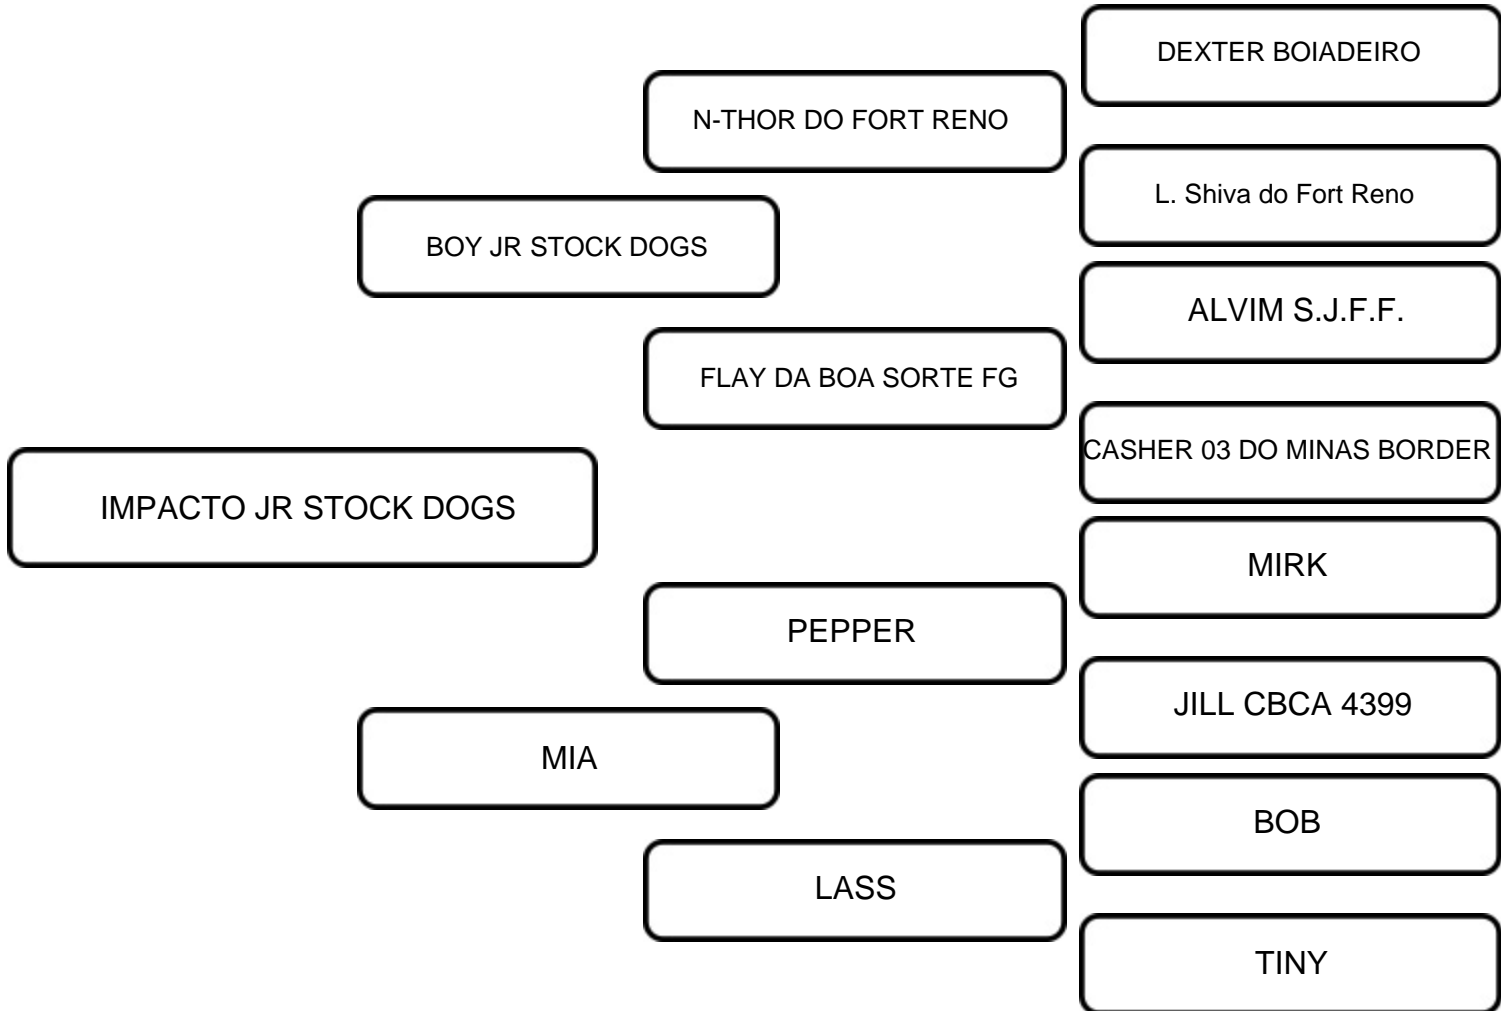 DEXTER BOIADEIRO
N-THOR DO FORT RENO
L. Shiva do Fort Reno
BOY JR STOCK DOGS
ALVIM S.J.F.F.
FLAY DA BOA SORTE FG
CASHER 03 DO MINAS BORDER
IMPACTO JR STOCK DOGS
MIRK
PEPPER
JILL CBCA 4399
MIA
BOB
LASS
TINY